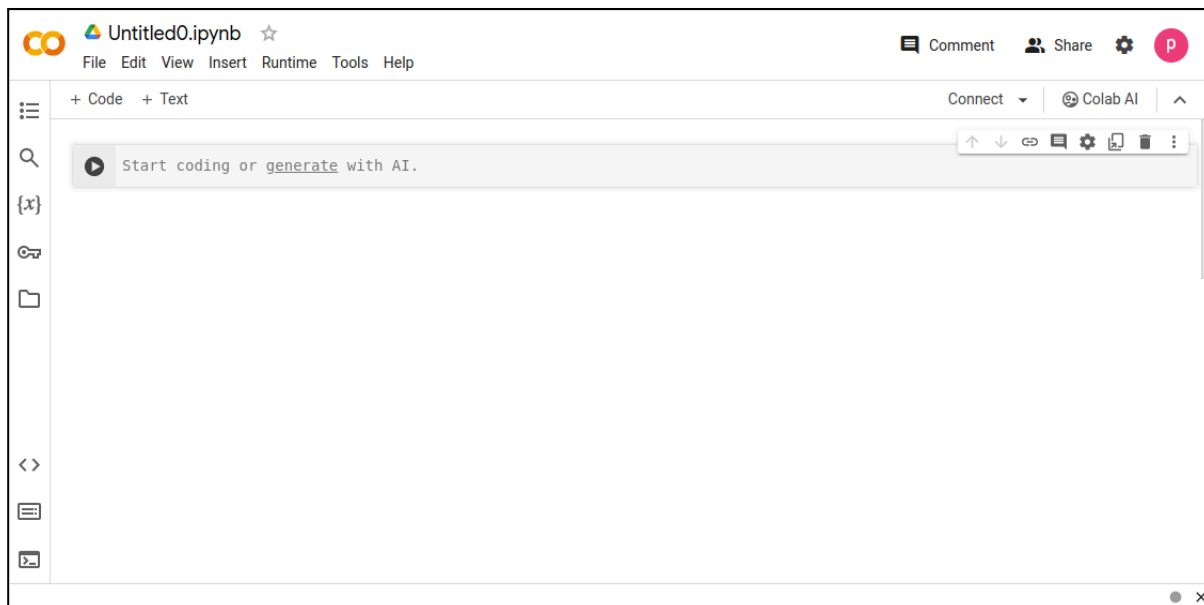 Untitled0.ipynb
File Edit View Insert Runtime Tools Help
Comment Share P
+ Code + Text
Connect Colab AI
Start coding or generate with AI.
{x}